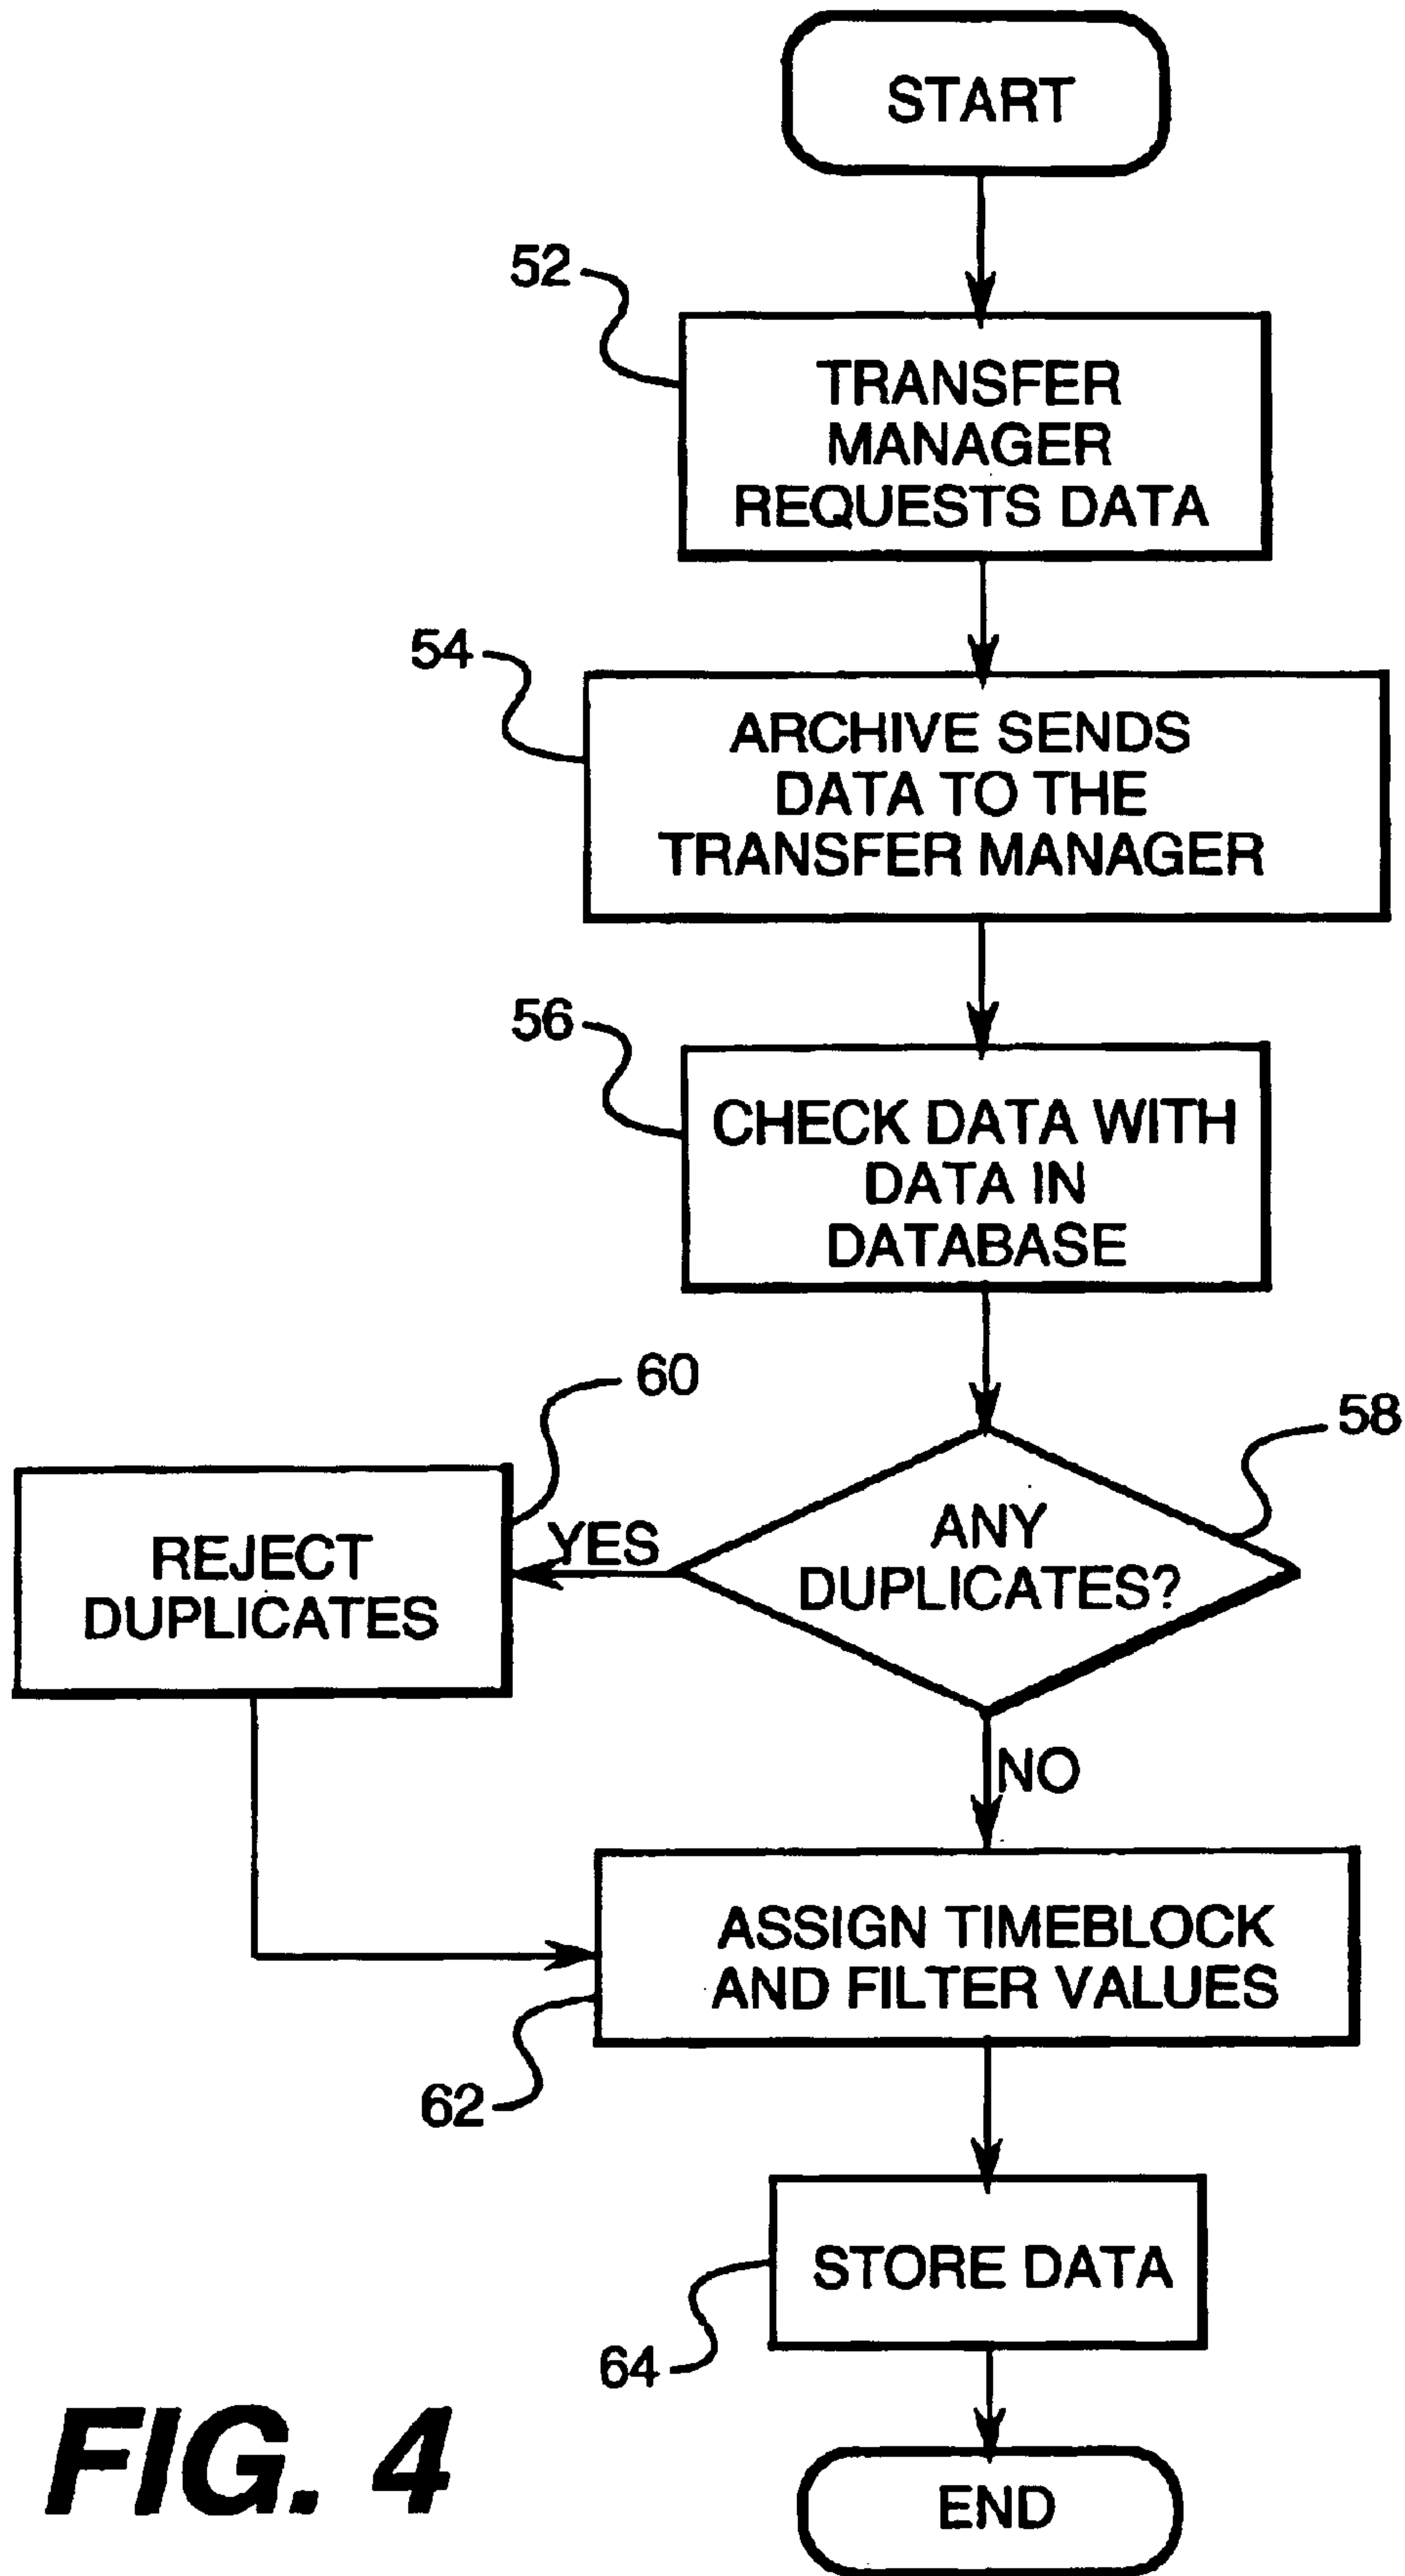 START
52
TRANSFER
MANAGER
REQUESTS DATA
54
ARCHIVE SENDS
DATA TO THE
TRANSFER MANAGER
56
CHECK DATA WITH
DATA IN
DATABASE
60
58
ANY
DUPLICATES?
YES
REJECT
DUPLICATES
NO
ASSIGN TIMEBLOCK
AND FILTER VALUES
62
STORE DATA
64
END
FIG. 4